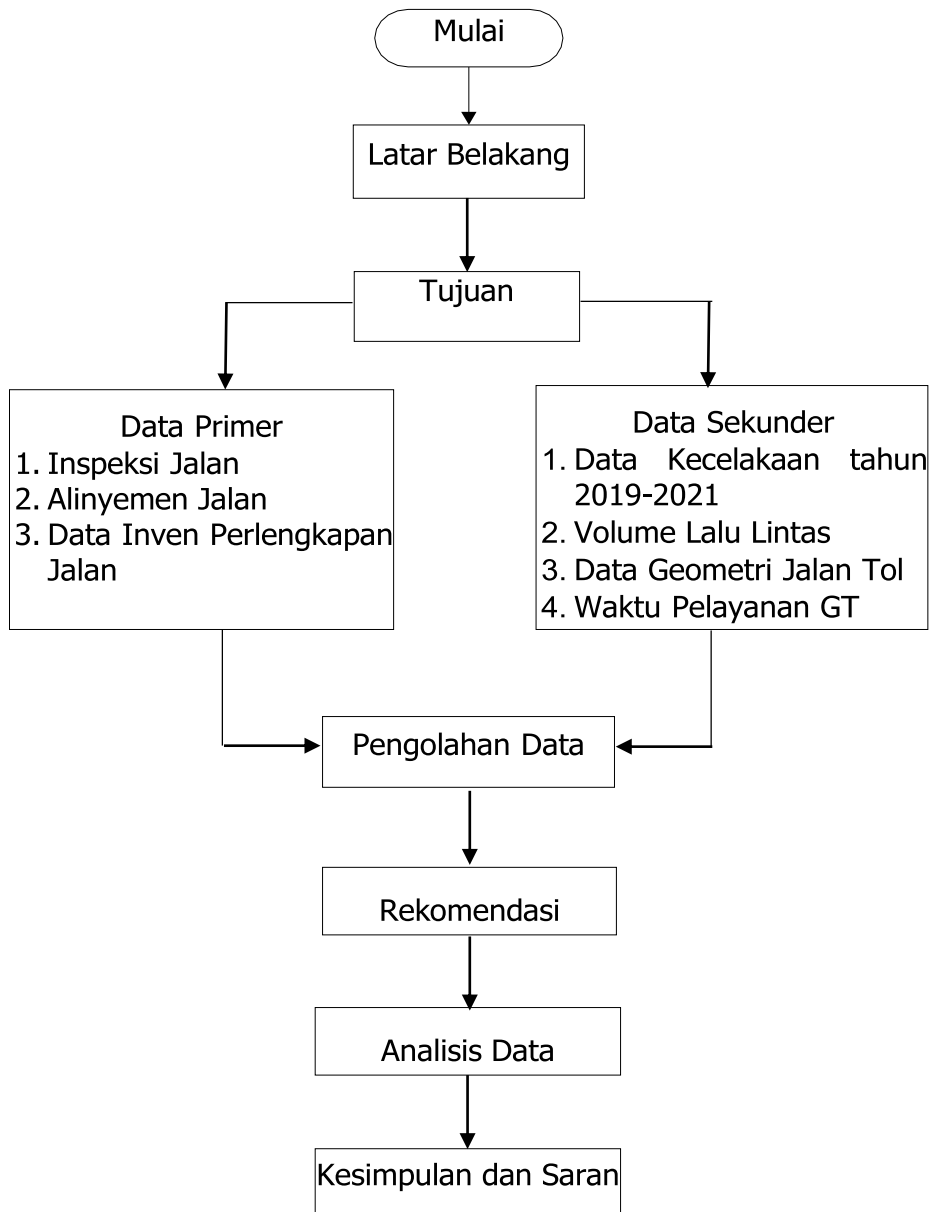 Mulai
Latar Belakang
Tujuan
Data Primer
1. Inspeksi Jalan
2. Alinyemen Jalan
3. Data Inven Perlengkapan
Jalan
Data Sekunder
1. Data Kecelakaan tahun
2019-2021
2. Volume Lalu Lintas
3. Data Geometri Jalan Tol
4. Waktu Pelayanan GT
Pengolahan Data
Rekomendasi
Analisis Data
Kesimpulan dan Saran